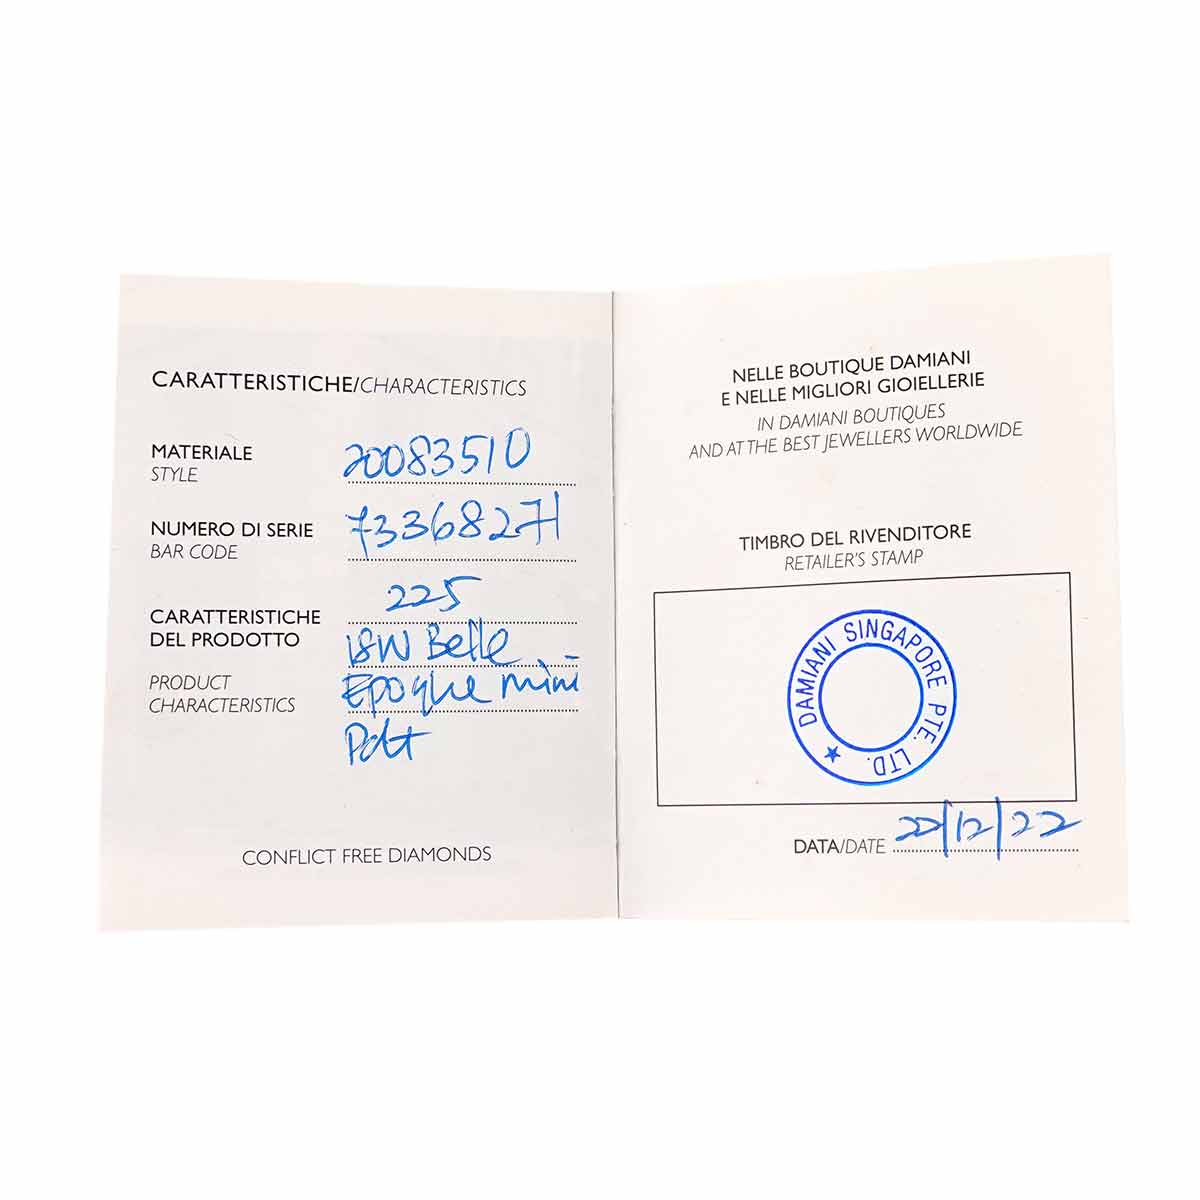 CARATTERISTICHE/CHARACTERISTICS
MATERIALE
STYLE
20083510
NUMERO DI SERIE
BAR CODE
73368271
CARATTERISTICHE
DEL PRODOTTO
PRODUCT
CHARACTERISTICS
225
18W Belle
Epoque mini
Pdt
CONFLICT FREE DIAMONDS
NELLE BOUTIQUE DAMIANI
E NELLE MIGLIORI GIOIELLERIE
IN DAMIANI BOUTIQUES
AND AT THE BEST JEWELLERS WORLDWIDE
TIMBRO DEL RIVENDITORE
RETAILER'S STAMP
DAMIANI SINGAPORE PTE. LTD. ★
DATA/DATE 22/12/22